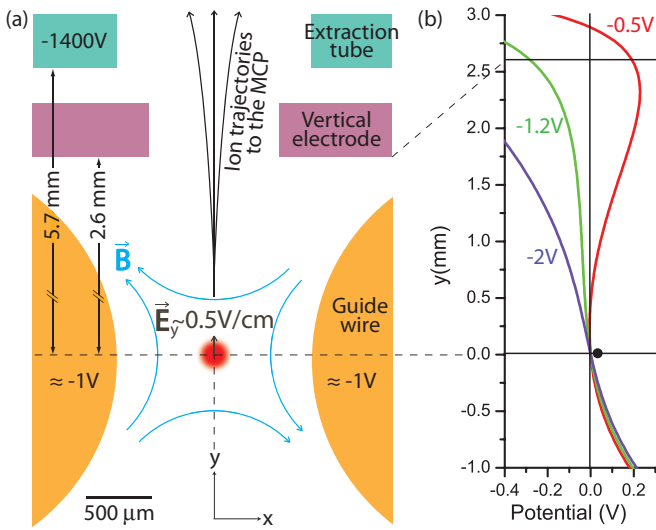 (a)
-1400V
Extraction
tube
Ion trajectories
to the MCP
Vertical
electrode
5.7 mm
2.6 mm
B
E_y~0.5V/cm
Guide
wire
≈ -1V
≈ -1V
500 μm
y
x
(b)
3.0
2.5
2.0
1.5
1.0
0.5
0.0
-0.5
-1.0
y(mm)
-0.5V
-1.2V
-2V
-0.4
-0.2
0.0
0.2
Potential (V)